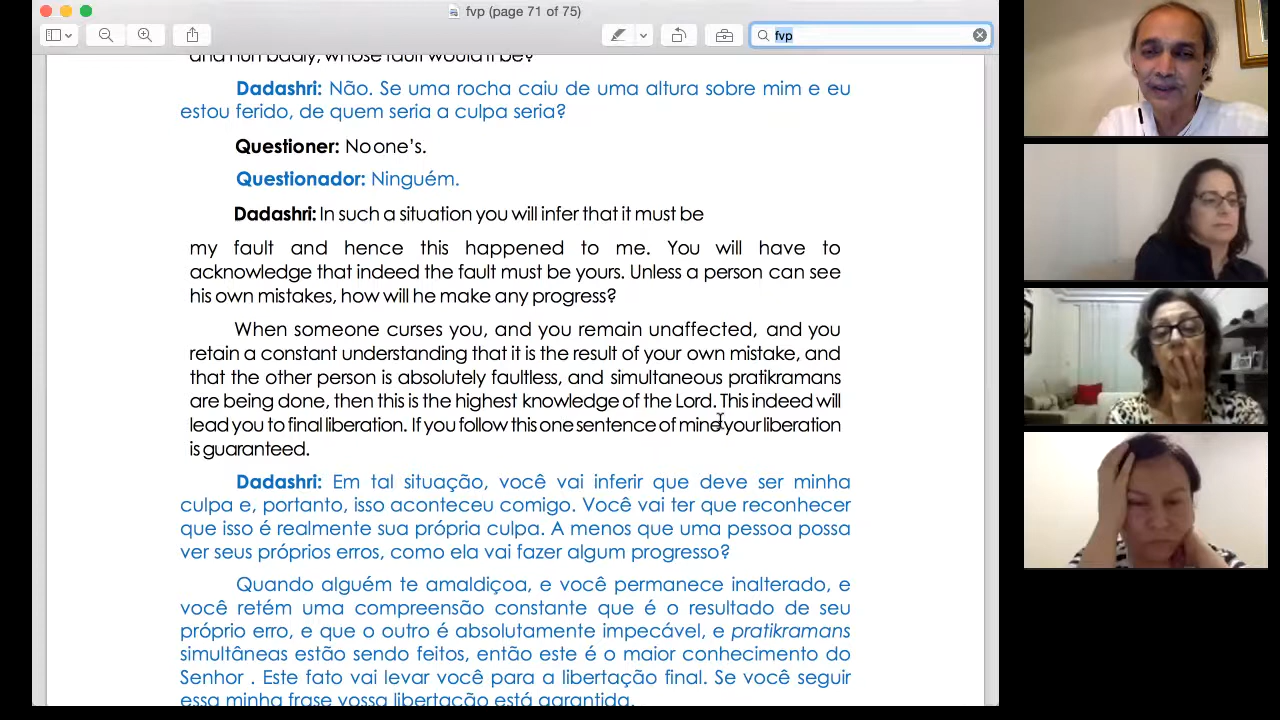 fvp (page 71 of 75)
fvp
and hurt badly, whose fault would it be?
Dadashri: Não. Se uma rocha caiu de uma altura sobre mim e eu
estou ferido, de quem seria a culpa seria?
Questioner: No one’s.
Questionador: Ninguém.
Dadashri: In such a situation you will infer that it must be
my fault and hence this happened to me. You will have to
acknowledge that indeed the fault must be yours. Unless a person can see
his own mistakes, how will he make any progress?
When someone curses you, and you remain unaffected, and you
retain a constant understanding that it is the result of your own mistake, and
that the other person is absolutely faultless, and simultaneous pratikramans
are being done, then this is the highest knowledge of the Lord. This indeed will
lead you to final liberation. If you follow this one sentence of mine your liberation
is guaranteed.
Dadashri: Em tal situação, você vai inferir que deve ser minha
culpa e, portanto, isso aconteceu comigo. Você vai ter que reconhecer
que isso é realmente sua própria culpa. A menos que uma pessoa possa
ver seus próprios erros, como ela vai fazer algum progresso?
Quando alguém te amaldiçoa, e você permanece inalterado, e
você retém uma compreensão constante que é o resultado de seu
próprio erro, e que o outro é absolutamente impecável, e pratikramans
simultâneas estão sendo feitos, então este é o maior conhecimento do
Senhor . Este fato vai levar você para a libertação final. Se você seguir
essa minha frase vossa libertação está garantida.